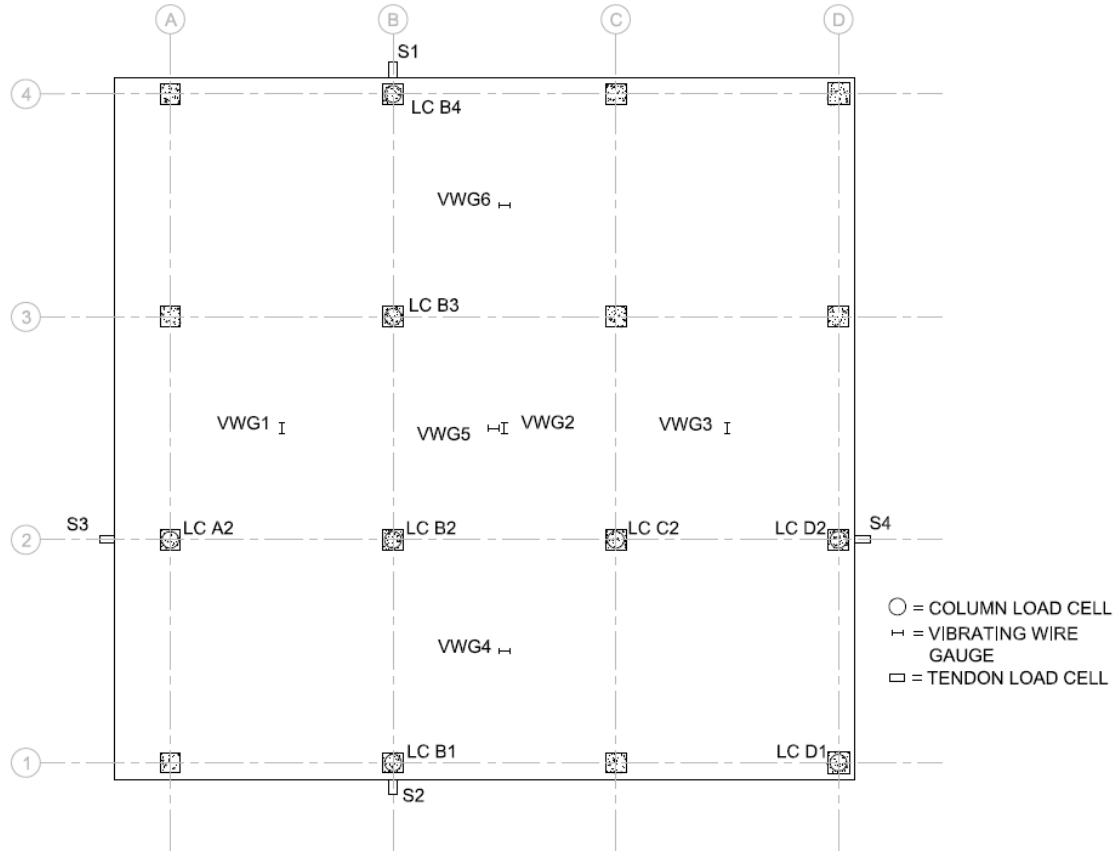 A
B
C
D
S1
4
LC B4
VWG6
3
LC B3
VWG1
VWG5
VWG2
VWG3
S3
LC A2
LC B2
LC C2
LC D2
S4
2
= COLUMN LOAD CELL
= VIBRATING WIRE
GAUGE
= TENDON LOAD CELL
VWG4
LC B1
LC D1
1
S2